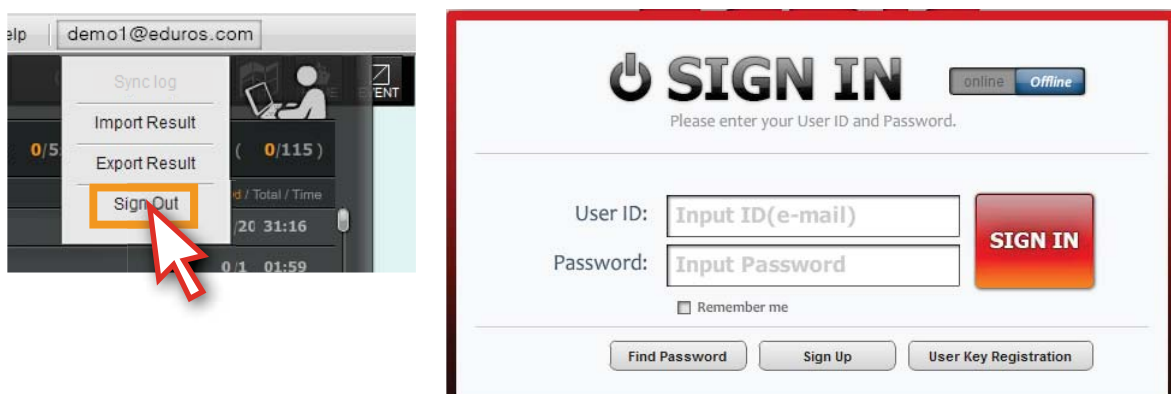 elp
demo1@eduros.com
Sync log
Import Result
Export Result
Sign Out
0/5
( 0/115 )
/ Total / Time
/20 31:16
0/1 01:59
SIGN IN
online Offline
Please enter your User ID and Password.
User ID: Input ID(e-mail)
Password: Input Password
SIGN IN
Remember me
Find Password Sign Up User Key Registration